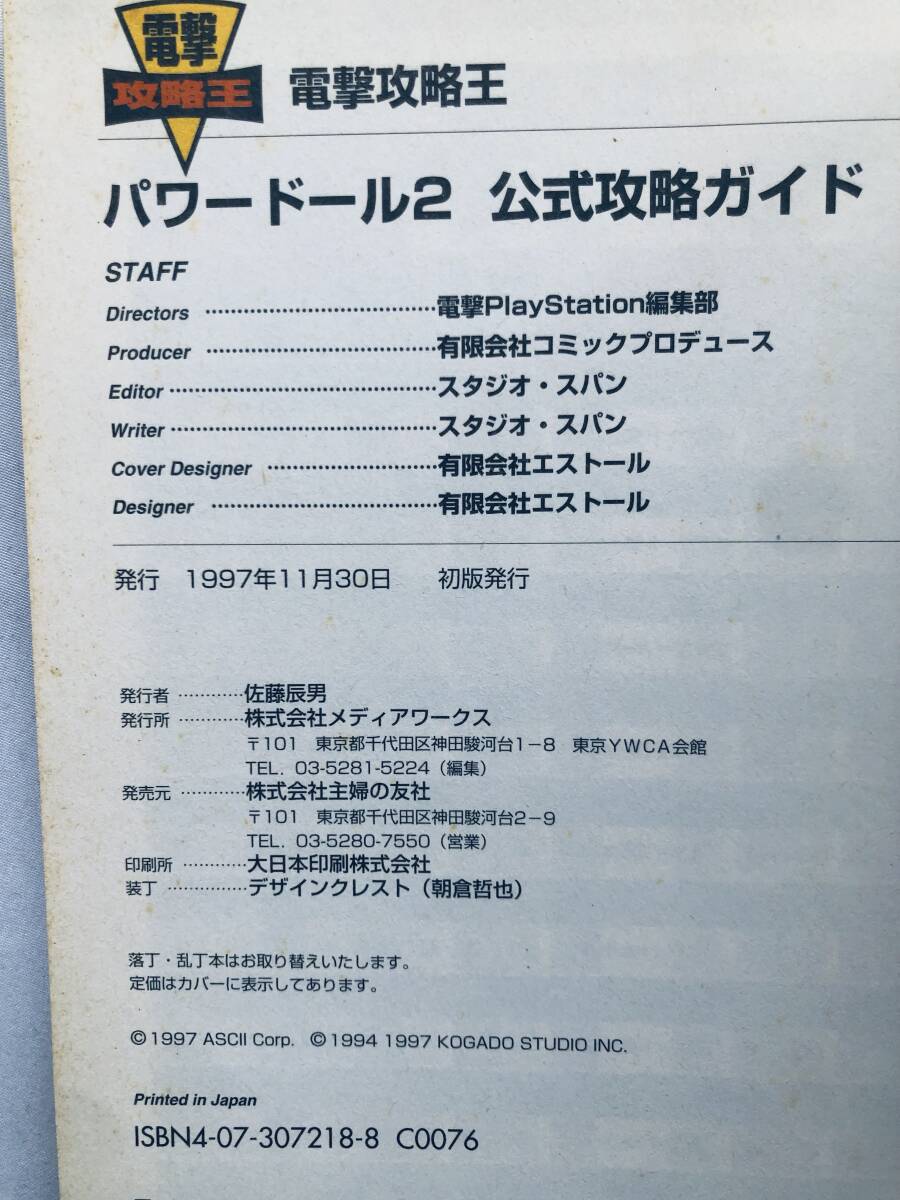 電撃
攻略王
電撃攻略王
パワードール2 公式攻略ガイド
STAFF
Directors ……………………………電撃PlayStation編集部
Producer ……………………………有限会社コミックプロデュース
Editor …………………………………スタジオ・スパン
Writer …………………………………スタジオ・スパン
Cover Designer ……………………有限会社エストール
Designer ……………………………有限会社エストール
発行 1997年11月30日 初版発行
発行者 …………佐藤辰男
発行所 …………株式会社メディアワークス
〒101 東京都千代田区神田駿河台1－8 東京YWCA会館
TEL. 03-5281-5224（編集）
発売元 …………株式会社主婦の友社
〒101 東京都千代田区神田駿河台2－9
TEL. 03-5280-7550（営業）
印刷所 …………大日本印刷株式会社
装丁 ……………デザインクレスト（朝倉哲也）
落丁・乱丁本はお取り替えいたします。
定価はカバーに表示してあります。
©1997 ASCII Corp. ©1994 1997 KOGADO STUDIO INC.
Printed in Japan
ISBN4-07-307218-8 C0076